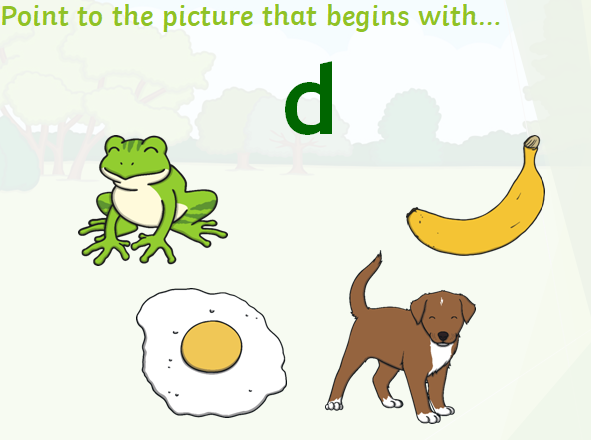 Point to the picture that begins with...
d